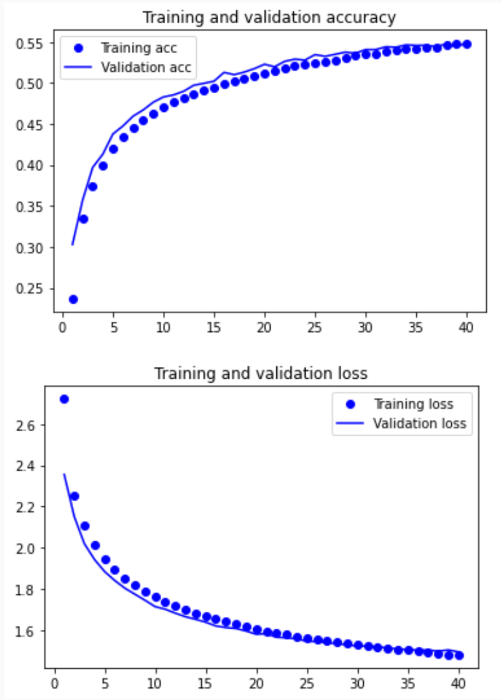 Training and validation accuracy
0.55
0.50
0.45
0.40
0.35
0.30
0.25
Training acc
Validation acc
0 5 10 15 20 25 30 35 40
Training and validation loss
2.6
2.4
2.2
2.0
1.8
1.6
Training loss
Validation loss
0 5 10 15 20 25 30 35 40